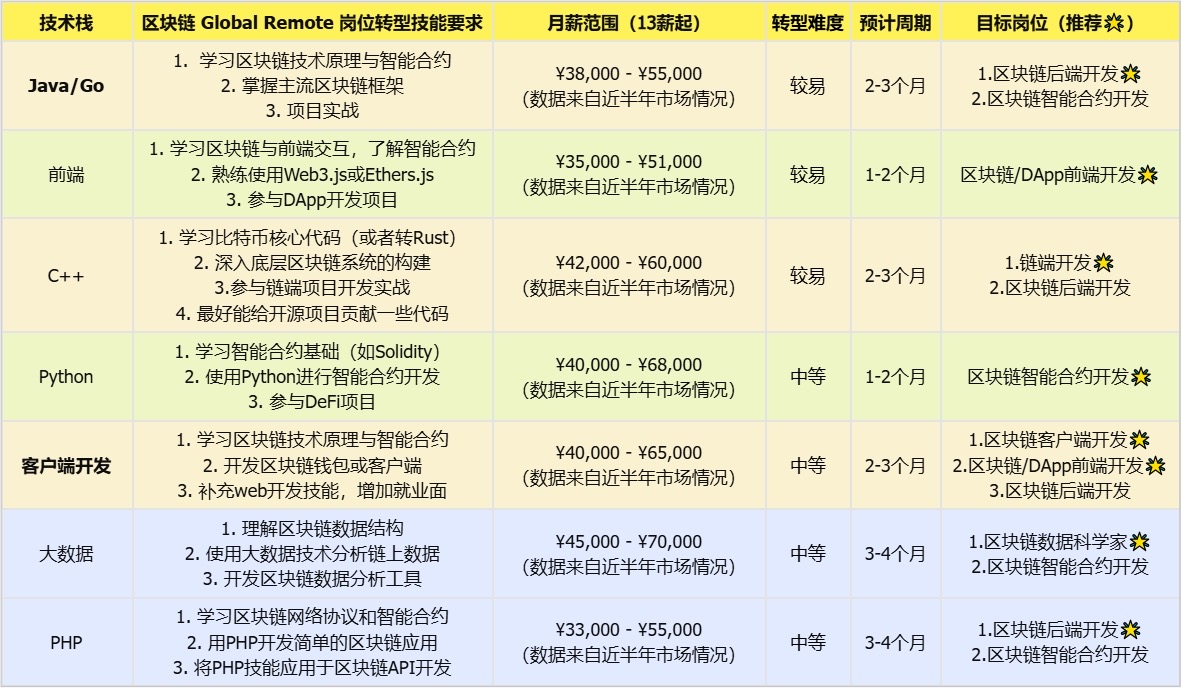 技术栈
区块链 Global Remote 岗位转型技能要求
月薪范围（13薪起）
转型难度
预计周期
目标岗位（推荐🌟）
Java/Go
1. 学习区块链技术原理与智能合约
2. 掌握主流区块链框架
3. 项目实战
¥38,000 - ¥55,000
（数据来自近半年市场情况）
较易
2-3个月
1.区块链后端开发🌟
2.区块链智能合约开发
前端
1. 学习区块链与前端交互，了解智能合约
2. 熟练使用Web3.js或Ethers.js
3. 参与DApp开发项目
¥35,000 - ¥51,000
（数据来自近半年市场情况）
较易
1-2个月
区块链/DApp前端开发🌟
C++
1. 学习比特币核心代码（或者转Rust）
2. 深入底层区块链系统的构建
3.参与链端项目开发实战
4. 最好能给开源项目贡献一些代码
¥42,000 - ¥60,000
（数据来自近半年市场情况）
较易
2-3个月
1.链端开发🌟
2.区块链后端开发
Python
1. 学习智能合约基础（如Solidity）
2. 使用Python进行智能合约开发
3. 参与DeFi项目
¥40,000 - ¥68,000
（数据来自近半年市场情况）
中等
1-2个月
区块链智能合约开发🌟
客户端开发
1. 学习区块链技术原理与智能合约
2. 开发区块链钱包或客户端
3. 补充web开发技能，增加就业面
¥40,000 - ¥65,000
（数据来自近半年市场情况）
中等
2-3个月
1.区块链客户端开发🌟
2.区块链/DApp前端开发🌟
3.区块链后端开发
大数据
1. 理解区块链数据结构
2. 使用大数据技术分析链上数据
3. 开发区块链数据分析工具
¥45,000 - ¥70,000
（数据来自近半年市场情况）
中等
3-4个月
1.区块链数据科学家🌟
2.区块链智能合约开发
PHP
1. 学习区块链网络协议和智能合约
2. 用PHP开发简单的区块链应用
3. 将PHP技能应用于区块链API开发
¥33,000 - ¥55,000
（数据来自近半年市场情况）
中等
3-4个月
1.区块链后端开发🌟
2.区块链智能合约开发